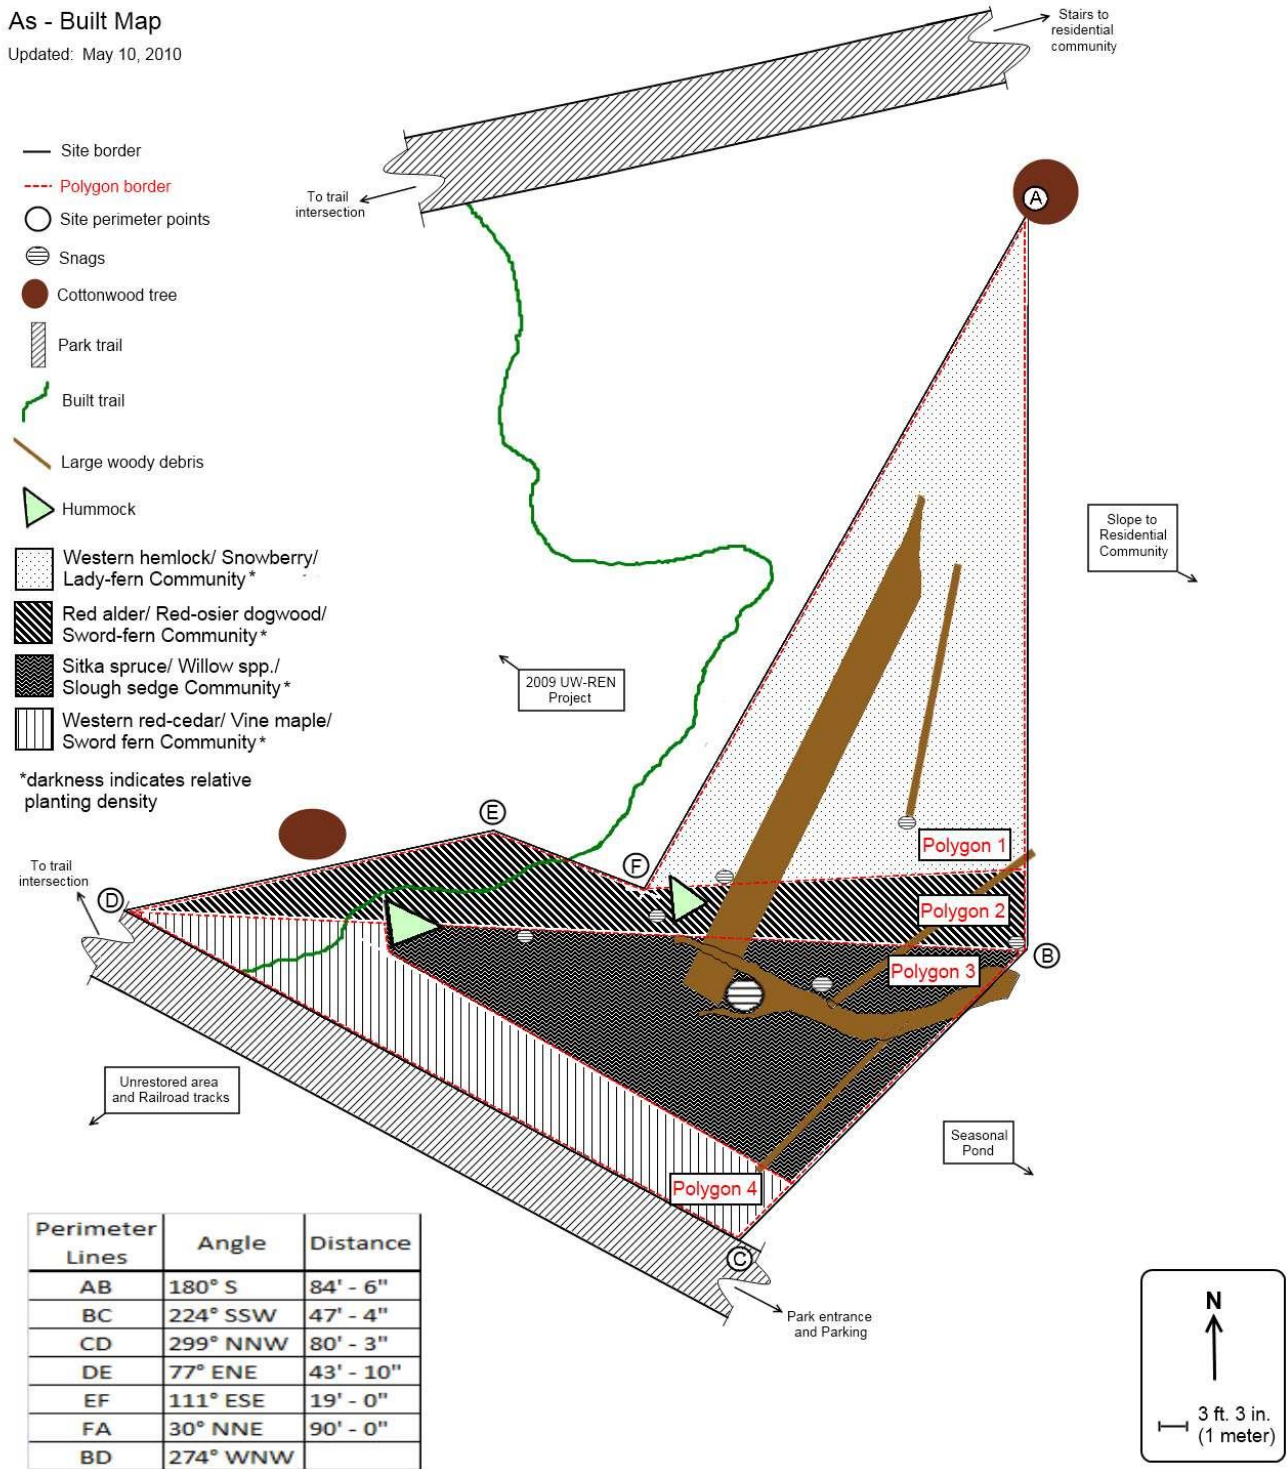 As - Built Map
Updated: May 10, 2010
Site border
Polygon border
Site perimeter points
Snags
Cottonwood tree
Park trail
Built trail
Large woody debris
Hummock
Western hemlock/ Snowberry/
Lady-fern Community*
Red alder/ Red-osier dogwood/
Sword-fern Community*
Sitka spruce/ Willow spp./
Slough sedge Community*
Western red-cedar/ Vine maple/
Sword fern Community*
*darkness indicates relative
planting density
Stairs to
residential
community
To trail
intersection
A
Slope to
Residential
Community
2009 UW-REN
Project
E
F
Polygon 1
To trail
intersection
D
Polygon 2
B
Polygon 3
Unrestored area
and Railroad tracks
Seasonal
Pond
Polygon 4
C
Park entrance
and Parking
Perimeter Lines Angle Distance
AB 180° S 84' - 6"
BC 224° SSW 47' - 4"
CD 299° NNW 80' - 3"
DE 77° ENE 43' - 10"
EF 111° ESE 19' - 0"
FA 30° NNE 90' - 0"
BD 274° WNW
N
3 ft. 3 in.
(1 meter)